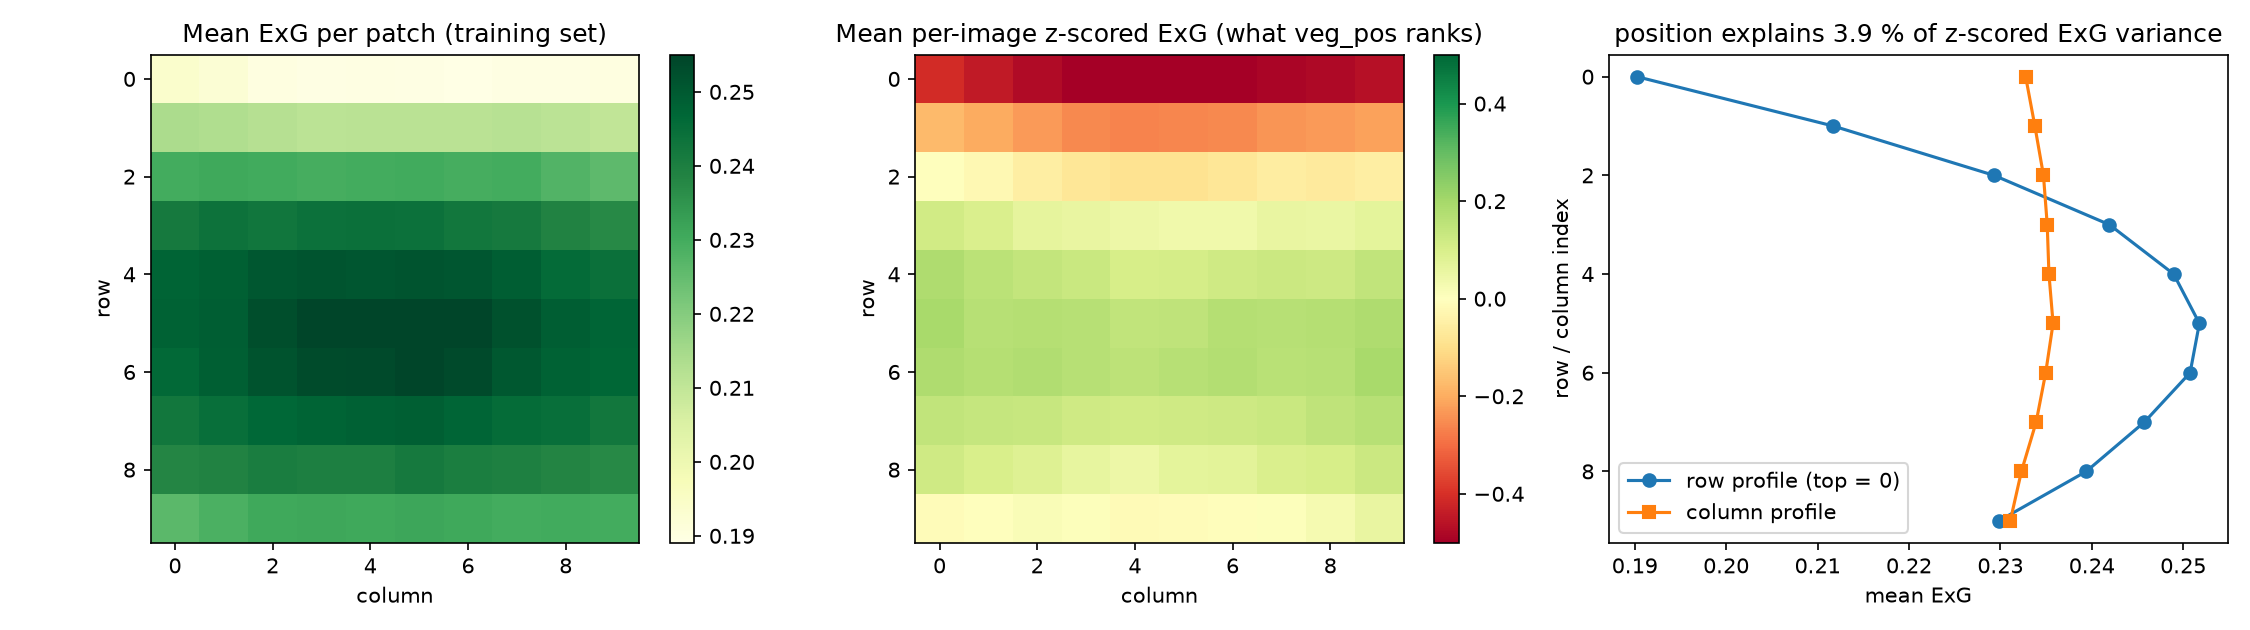 Mean ExG per patch (training set)
0
2
4
6
8
row
0 2 4 6 8
column
0.25
0.24
0.23
0.22
0.21
0.20
0.19
Mean per-image z-scored ExG (what veg_pos ranks)
0
2
4
6
8
row
0 2 4 6 8
column
0.4
0.2
0.0
−0.2
−0.4
position explains 3.9 % of z-scored ExG variance
0
2
4
6
8
row / column index
row profile (top = 0)
column profile
0.19 0.20 0.21 0.22 0.23 0.24 0.25
mean ExG